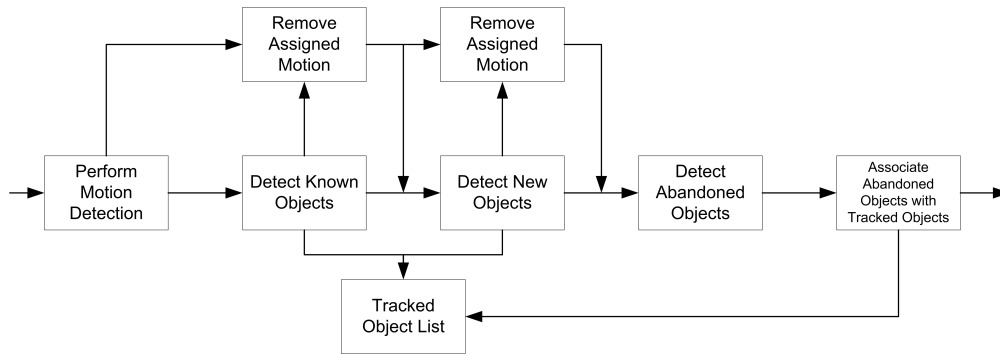 Remove
Assigned
Motion
Remove
Assigned
Motion
Perform
Motion
Detection
Detect Known
Objects
Detect New
Objects
Detect
Abandoned
Objects
Associate
Abandoned
Objects with
Tracked Objects
Tracked
Object List